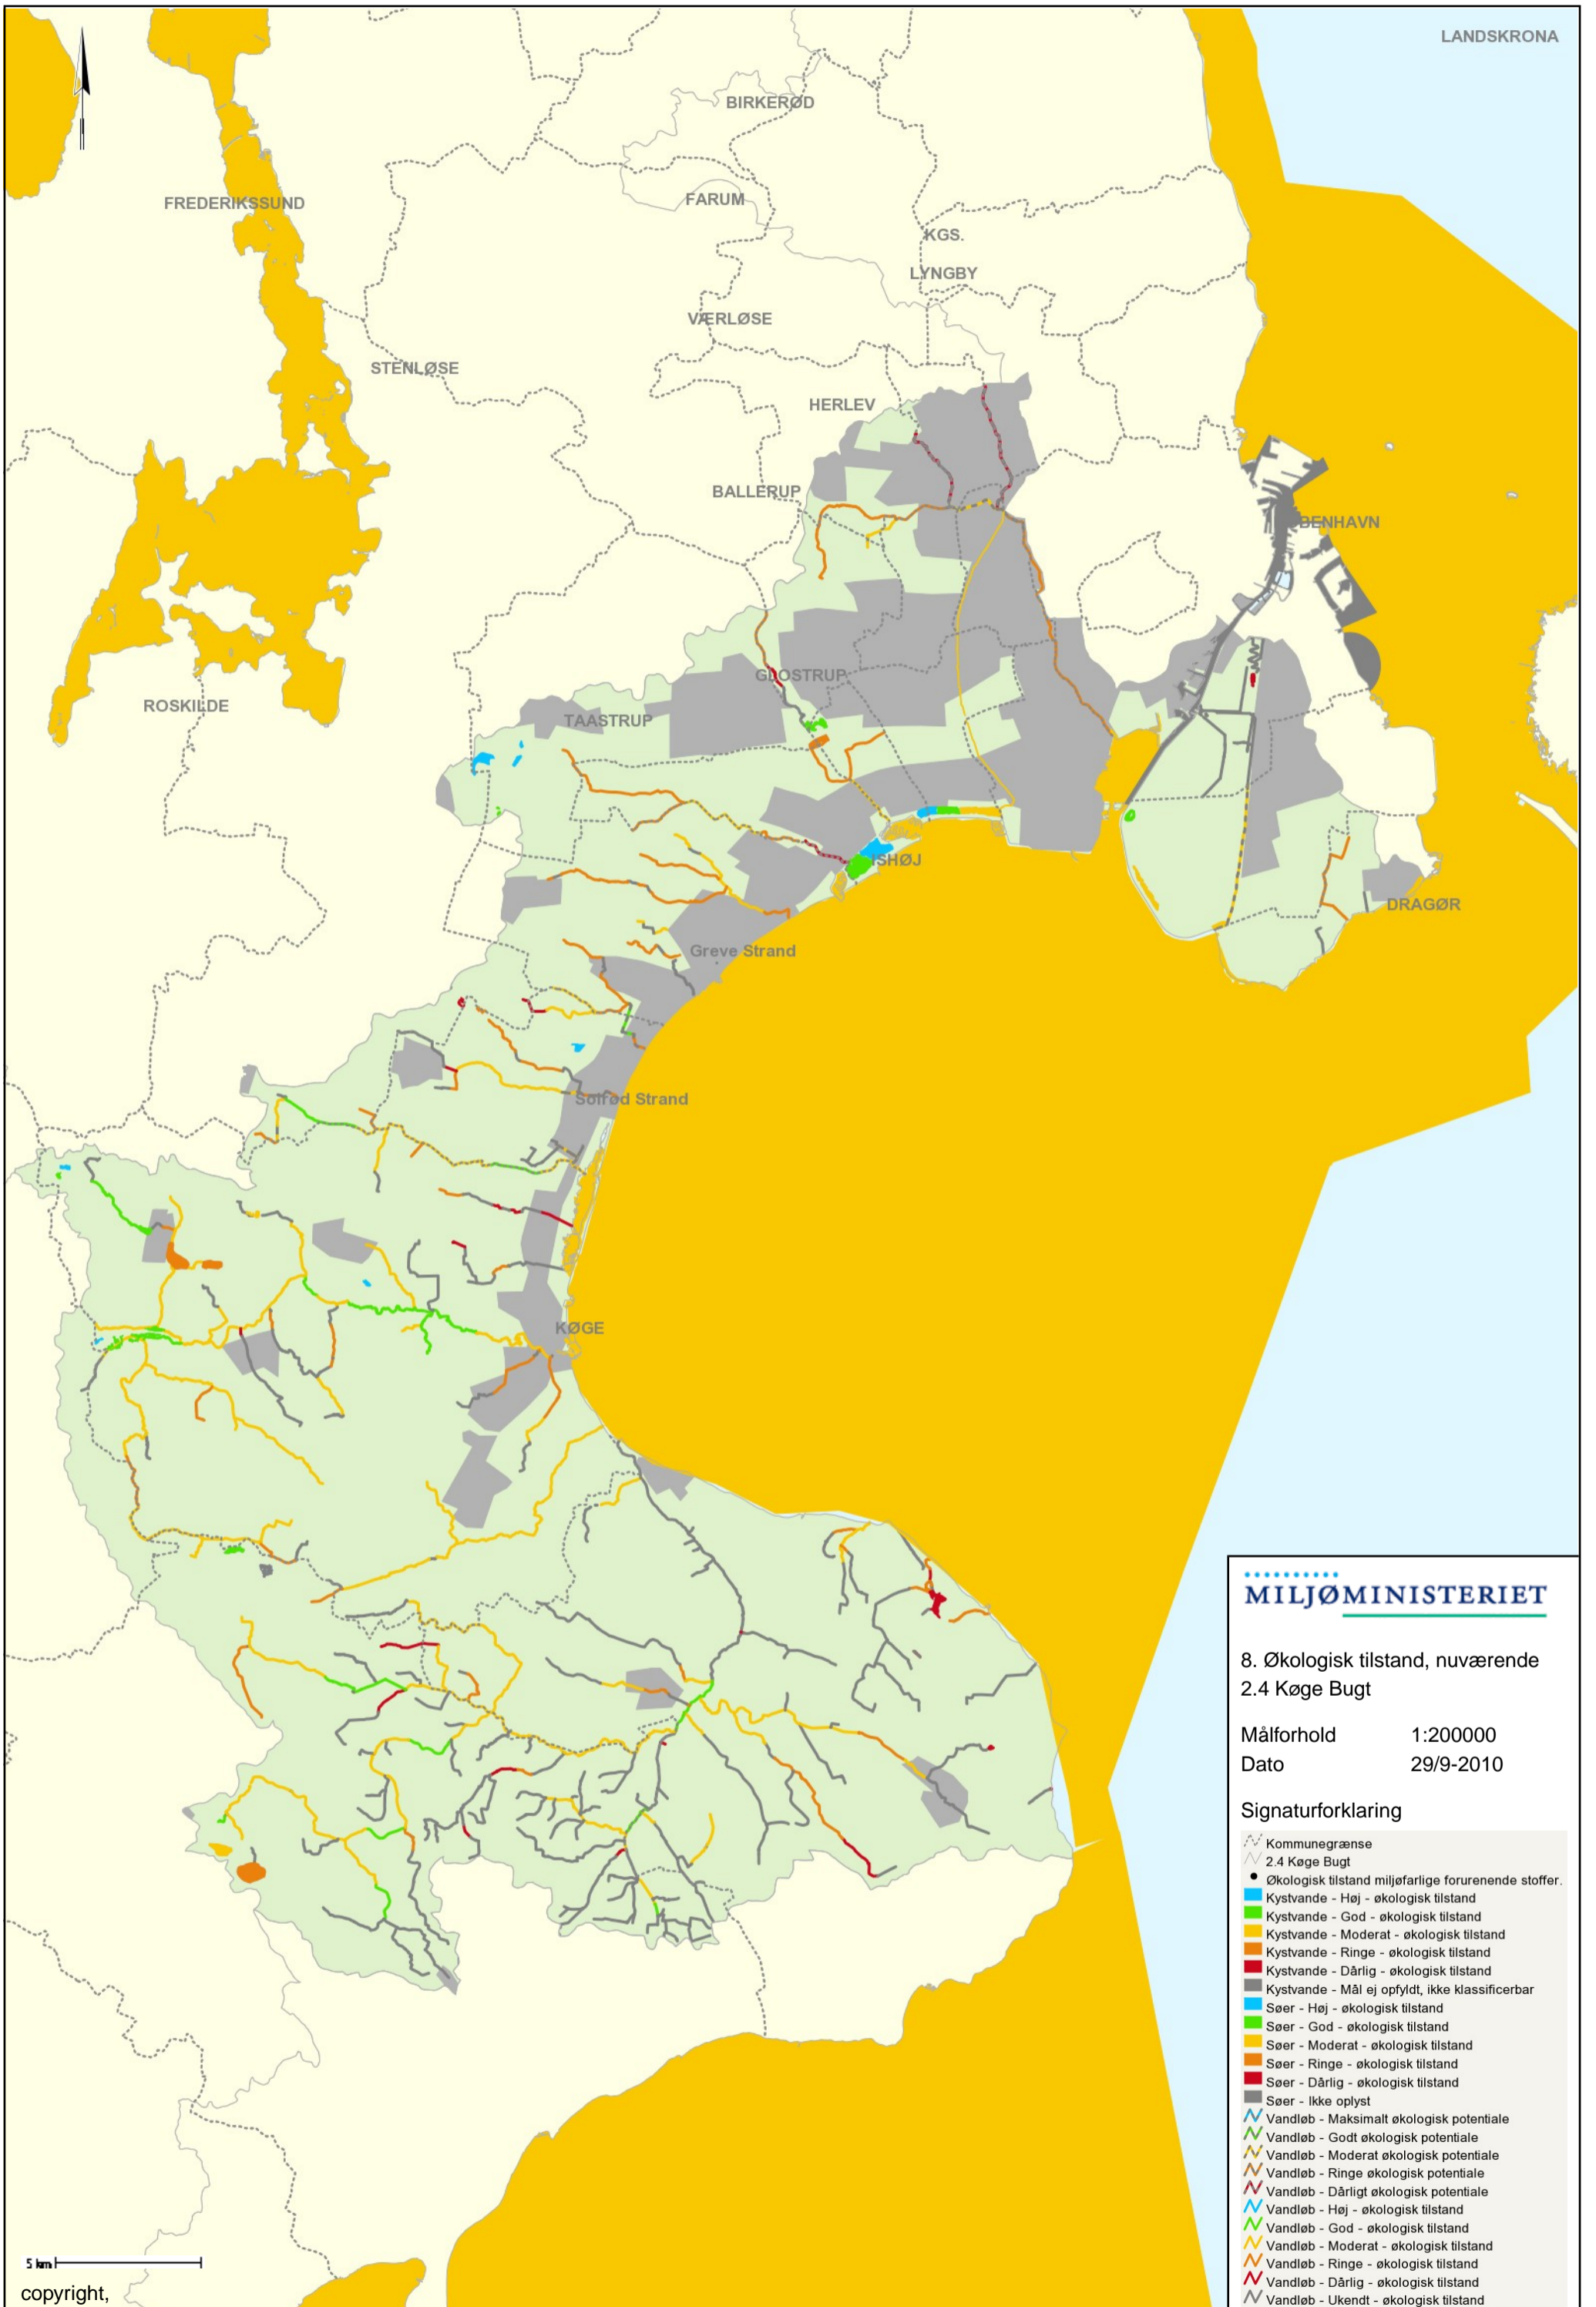 LANDSKRONA
BIRKERØD
FREDERIKSSUND
FARUM
KGS.
LYNGBY
VÆRLØSE
STENLØSE
HERLEV
BALLERUP
BENHAVN
GLOSTRUP
ROSKILDE
TAASTRUP
ISHØJ
DRAGØR
Greve Strand
Solrød Strand
KØGE
MILJØMINISTERIET
8. Økologisk tilstand, nuværende
2.4 Køge Bugt
Målforhold 1:200000
Dato 29/9-2010
Signaturforklaring
Kommunegrænse
2.4 Køge Bugt
Økologisk tilstand miljøfarlige forurenende stoffer.
Kystvande - Høj - økologisk tilstand
Kystvande - God - økologisk tilstand
Kystvande - Moderat - økologisk tilstand
Kystvande - Ringe - økologisk tilstand
Kystvande - Dårlig - økologisk tilstand
Kystvande - Mål ej opfyldt, ikke klassificerbar
Søer - Høj - økologisk tilstand
Søer - God - økologisk tilstand
Søer - Moderat - økologisk tilstand
Søer - Ringe - økologisk tilstand
Søer - Dårlig - økologisk tilstand
Søer - Ikke oplyst
Vandløb - Maksimalt økologisk potentiale
Vandløb - Godt økologisk potentiale
Vandløb - Moderat økologisk potentiale
Vandløb - Ringe økologisk potentiale
Vandløb - Dårligt økologisk potentiale
Vandløb - Høj - økologisk tilstand
Vandløb - God - økologisk tilstand
Vandløb - Moderat - økologisk tilstand
Vandløb - Ringe - økologisk tilstand
Vandløb - Dårlig - økologisk tilstand
Vandløb - Ukendt - økologisk tilstand
5 km
copyright,